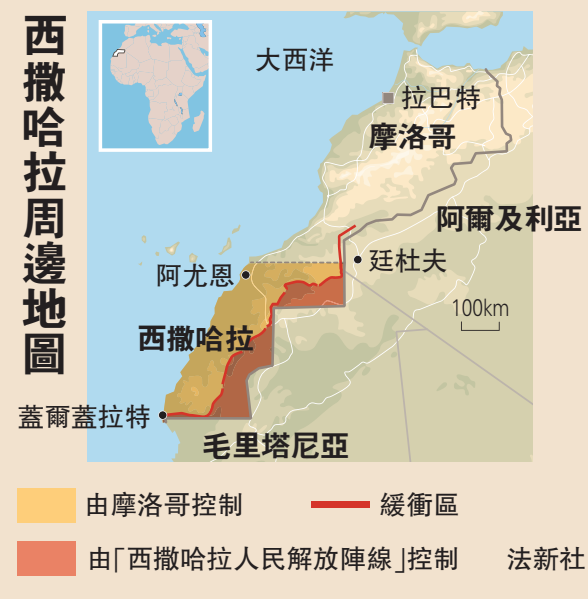 西撒哈拉周邊地圖
大西洋
拉巴特
摩洛哥
阿爾及利亞
廷杜夫
阿尤恩
100km
西撒哈拉
蓋爾蓋拉特
毛里塔尼亞
由摩洛哥控制
緩衝區
由「西撒哈拉人民解放陣線」控制
法新社